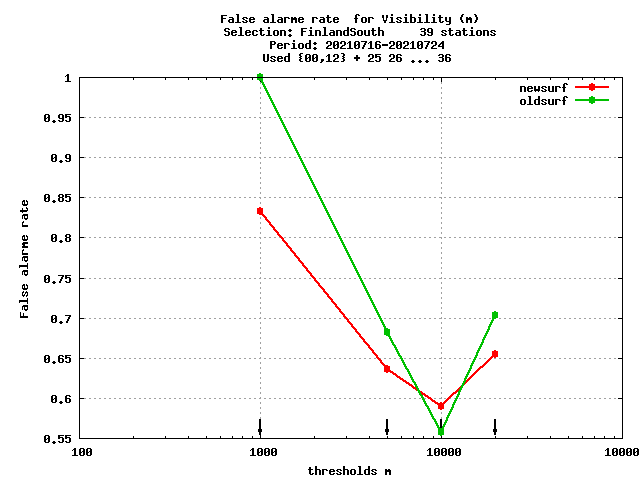 False alarme rate  for Visibility (m)
Selection: FinlandSouth     39 stations
Period: 20210716-20210724
Used {00,12} + 25 26 ... 36
newsurf
oldsurf
1
0.95
0.9
0.85
0.8
0.75
0.7
0.65
0.6
0.55
False alarme rate
100 1000 10000 10000
thresholds m